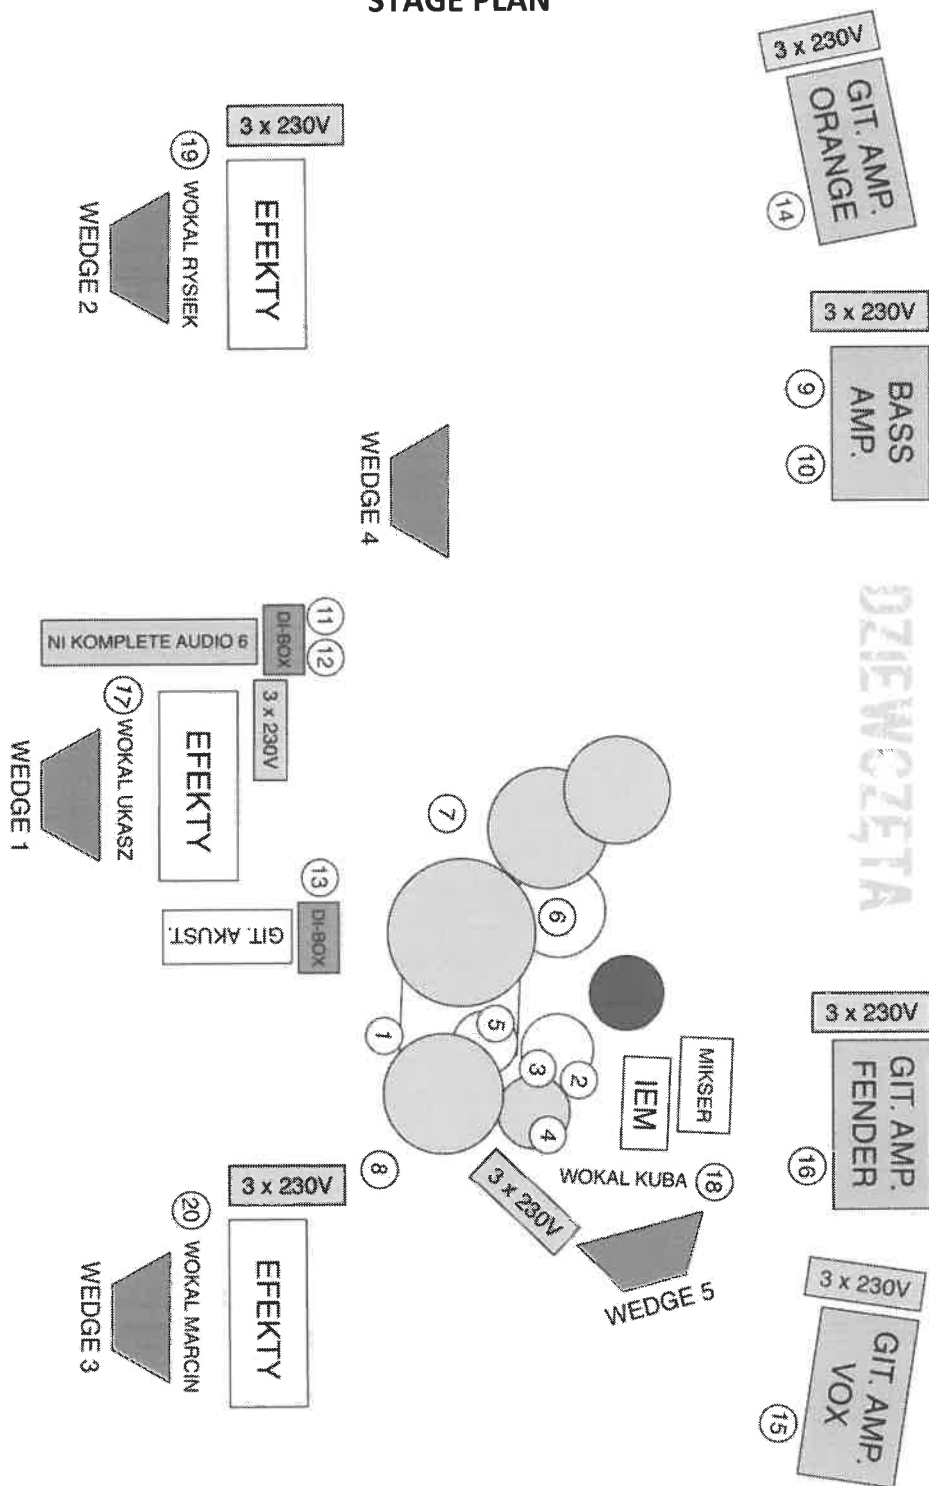 STAGE PLAN
3 x 230V
GIT. AMP.
ORANGE
14
3 x 230V
BASS
AMP.
9
10
DZIEWCZĘTA
3 x 230V
GIT. AMP.
FENDER
16
3 x 230V
GIT. AMP.
VOX
15
3 x 230V
EFEKTY
19
WOKAL RYSIEK
WEDGE 2
WEDGE 4
11
12
DI-BOX
NI KOMPLETE AUDIO 6
3 x 230V
EFEKTY
17
WOKAL UKASZ
WEDGE 1
13
DI-BOX
GIT. AKUST.
7
6
5
1
3
2
4
8
MIKSER
IEM
WOKAL KUBA
18
3 x 230V
WEDGE 5
3 x 230V
EFEKTY
20
WOKAL MARCIN
WEDGE 3